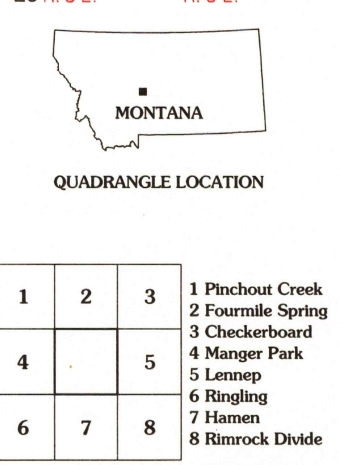 MONTANA
QUADRANGLE LOCATION
1 2 3
4 5
6 7 8
1 Pinchout Creek
2 Fourmile Spring
3 Checkerboard
4 Manger Park
5 Lennep
6 Ringling
7 Hamen
8 Rimrock Divide